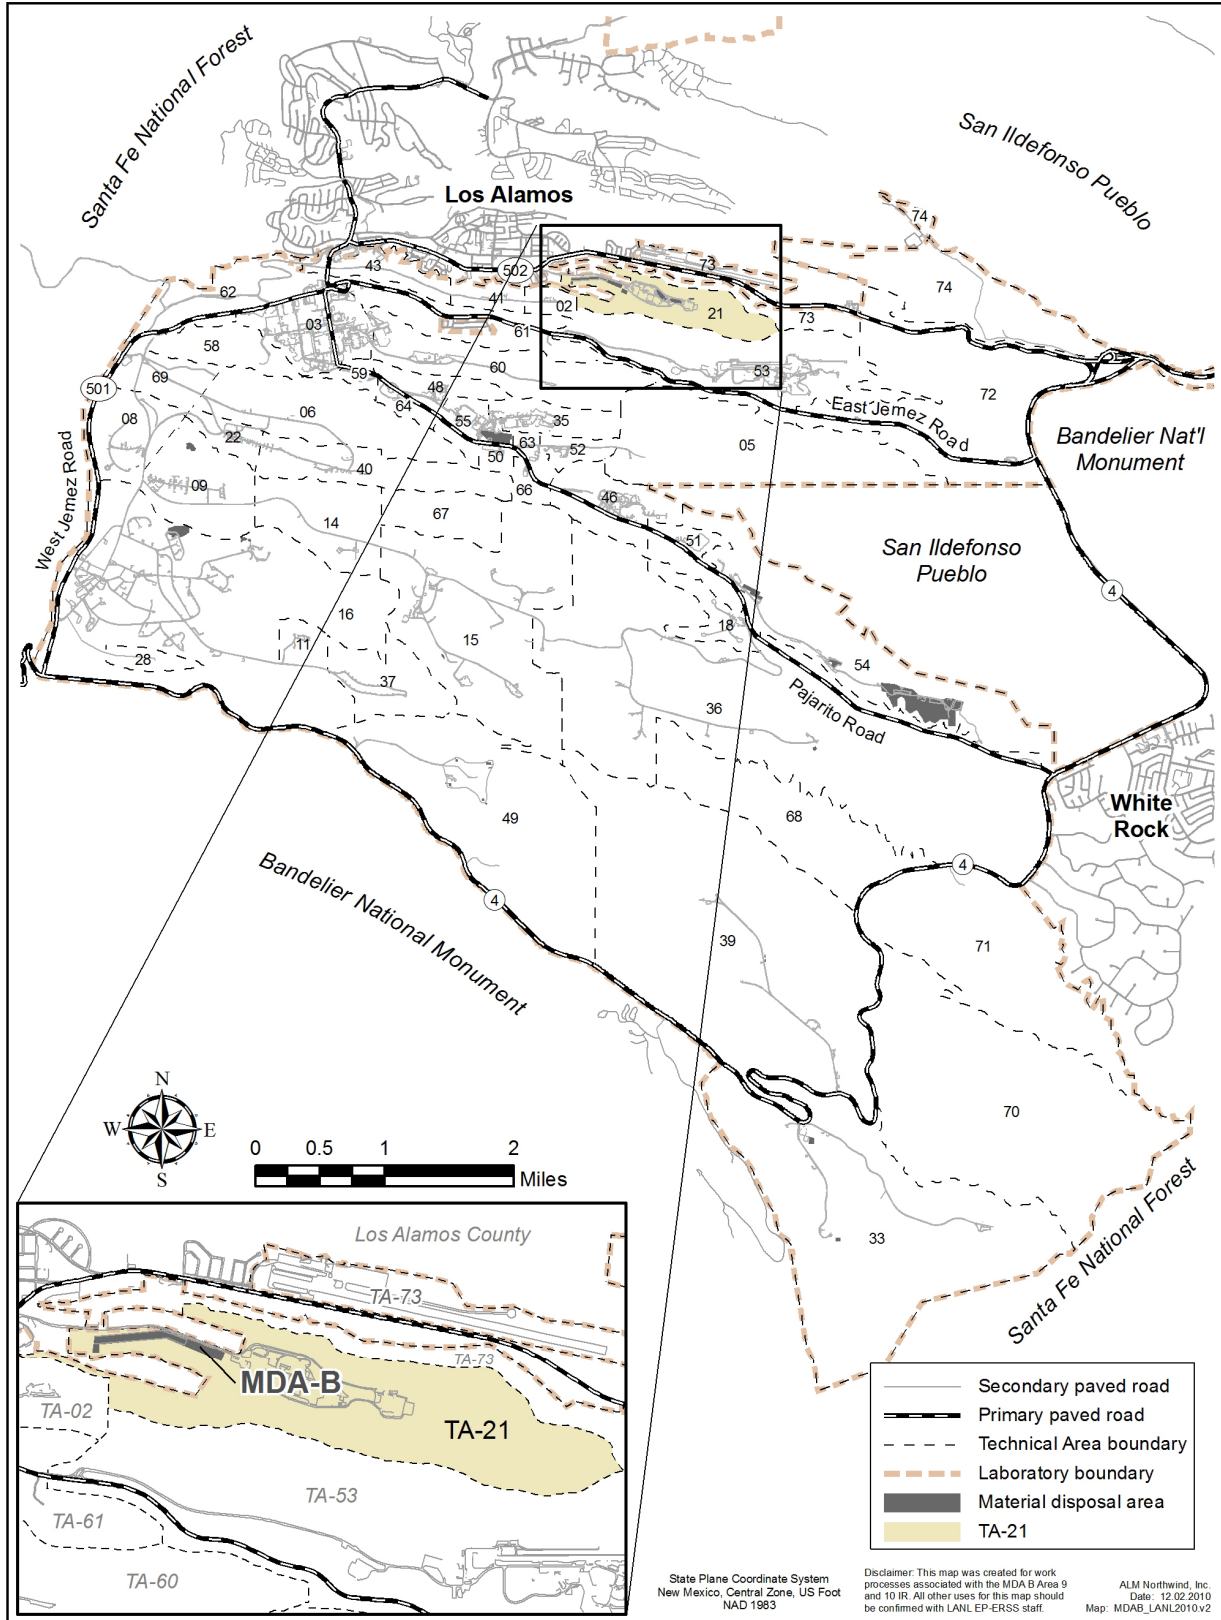 Santa Fe National Forest
San Ildefonso Pueblo
Los Alamos
74
502
73
43
62
41
02
21
73
74
03
61
58
59
60
53
501
69
48
64
72
08
06
55
35
East Jemez Road
22
63
52
05
Bandelier Nat'l
Monument
50
40
09
66
46
West Jemez Road
14
67
51
San Ildefonso
Pueblo
4
16
18
11
15
28
54
37
36
Pajarito Road
White
Rock
49
68
4
Bandelier National Monument
4
39
71
N
W E
S
70
0 0.5 1 2
Miles
33
Santa Fe National Forest
Los Alamos County
TA-73
TA-73
MDA-B
TA-02
TA-21
TA-53
TA-61
TA-60
Secondary paved road
Primary paved road
Technical Area boundary
Laboratory boundary
Material disposal area
TA-21
State Plane Coordinate System
New Mexico, Central Zone, US Foot
NAD 1983
Disclaimer: This map was created for work
processes associated with the MDA B Area 9
and 10 IR. All other uses for this map should
be confirmed with LANL EP-ERSS staff.
ALM Northwind, Inc.
Date: 12.02.2010
Map: MDAB_LANL2010.v2